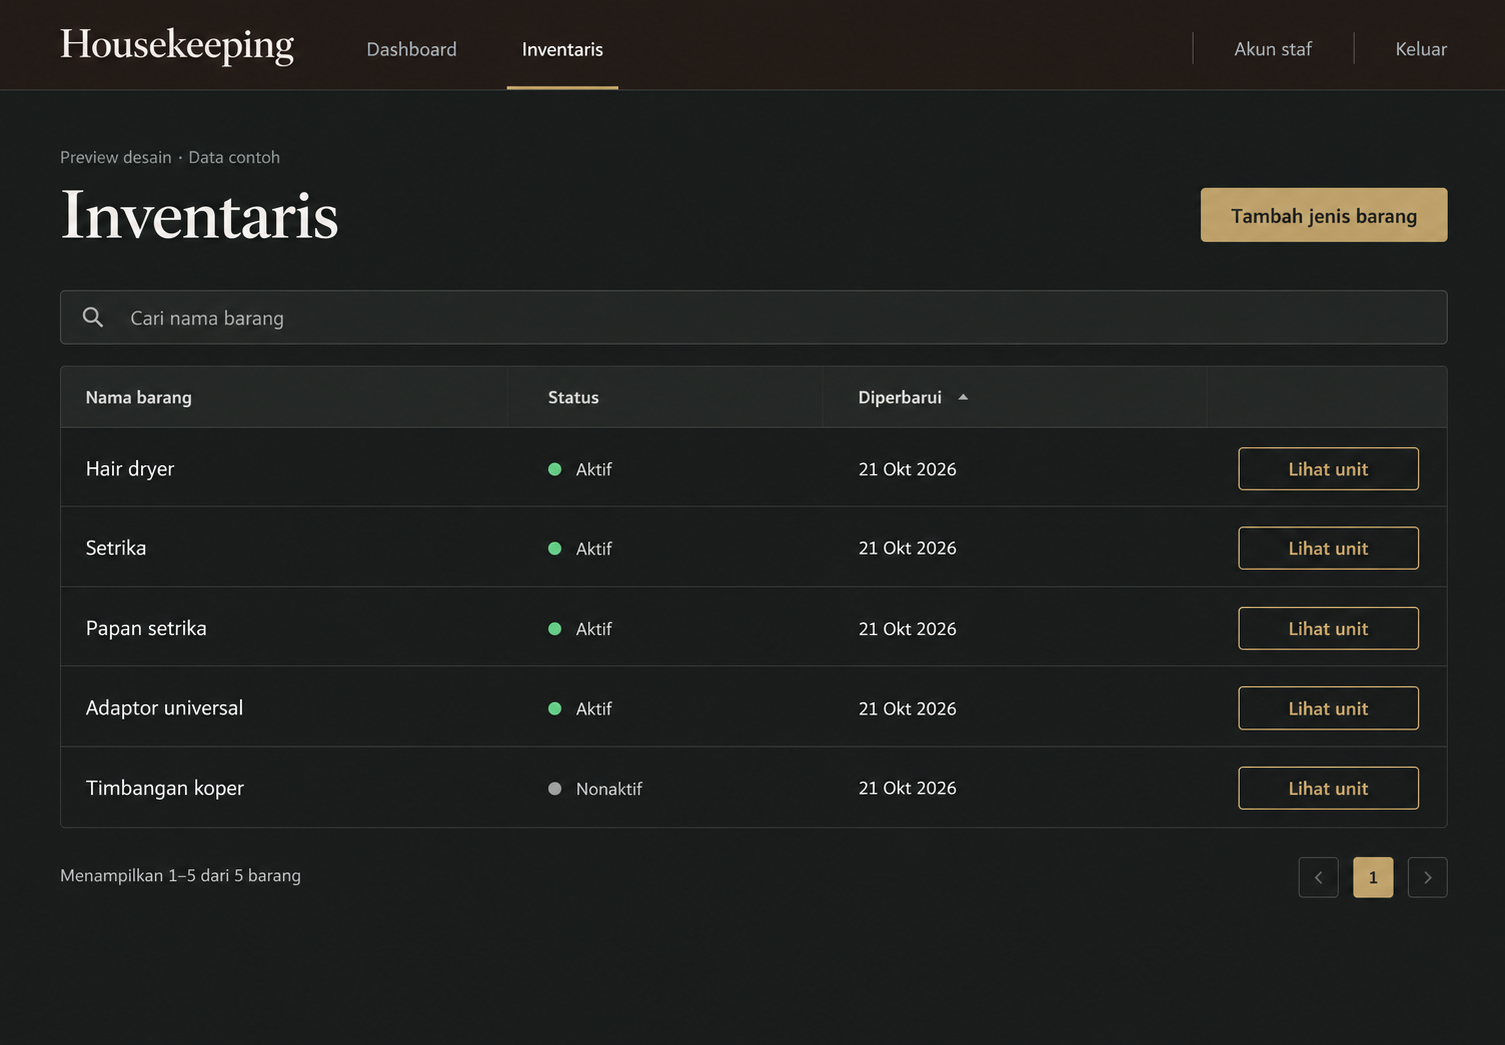 Housekeeping Dashboard Inventaris Akun staf Keluar
Preview desain · Data contoh
Inventaris
Tambah jenis barang
Cari nama barang
Nama barang Status Diperbarui
Hair dryer Aktif 21 Okt 2026 Lihat unit
Setrika Aktif 21 Okt 2026 Lihat unit
Papan setrika Aktif 21 Okt 2026 Lihat unit
Adaptor universal Aktif 21 Okt 2026 Lihat unit
Timbangan koper Nonaktif 21 Okt 2026 Lihat unit
Menampilkan 1–5 dari 5 barang 1